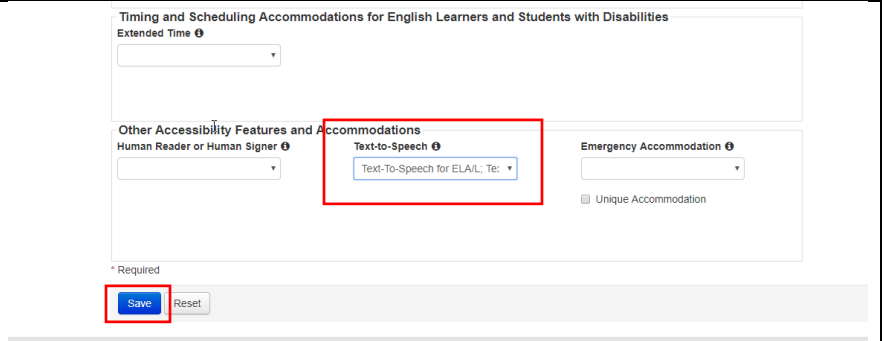 Timing and Scheduling Accommodations for English Learners and Students with Disabilities
Extended Time
Other Accessibility Features and Accommodations
Human Reader or Human Signer
Text-to-Speech
Emergency Accommodation
Text-To-Speech for ELA/L; Te
Unique Accommodation
* Required
Save
Reset